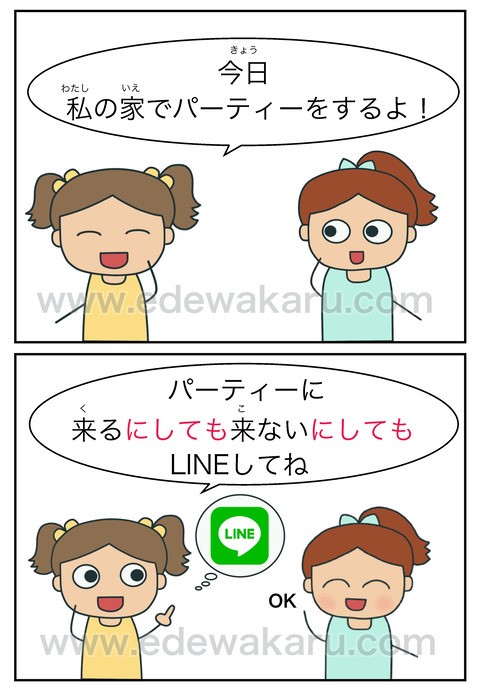 きょう
今日
わたし いえ
私の家でパーティーをするよ！
www.edewakaru.com
パーティーに
く こ
来るにしても来ないにしても
LINEしてね
LINE
OK
www.edewakaru.com